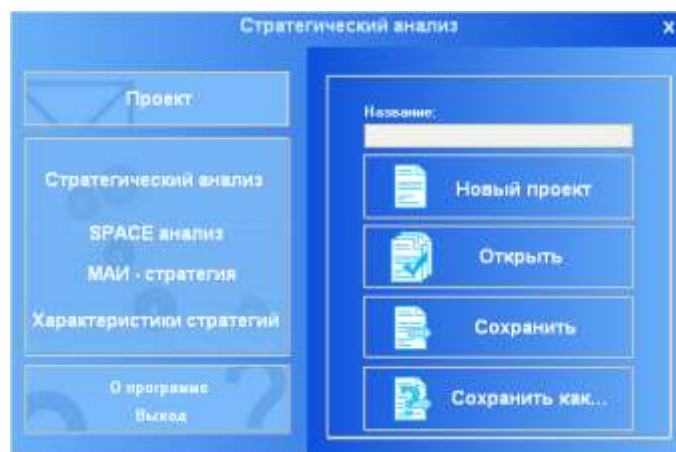 Стратегический анализ
x
Проект
Стратегический анализ
SPACE анализ
МАИ - стратегия
Характеристики стратегий
О программе
Выход
Название:
Новый проект
Открыть
Сохранить
Сохранить как...